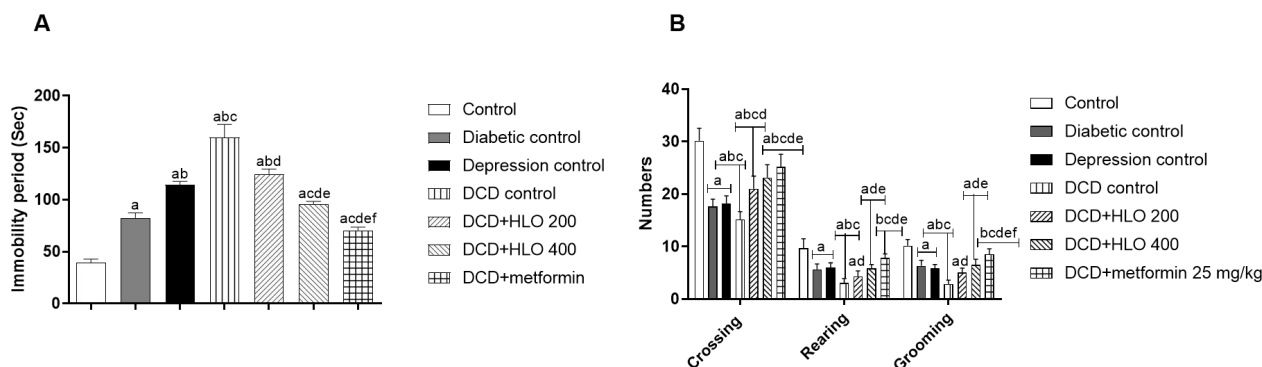 A
Immobility period (Sec)
200
150
100
50
0
a
ab
abc
abd
acde
acdef
Control
Diabetic control
Depression control
DCD control
DCD+HLO 200
DCD+HLO 400
DCD+metformin
B
Numbers
40
30
20
10
0
abcd
abc
abcde
a
ade
abc
bcde
a
ad
ade
abc
bcdef
a
ad
Crossing
Rearing
Grooming
Control
Diabetic control
Depression control
DCD control
DCD+HLO 200
DCD+HLO 400
DCD+metformin 25 mg/kg